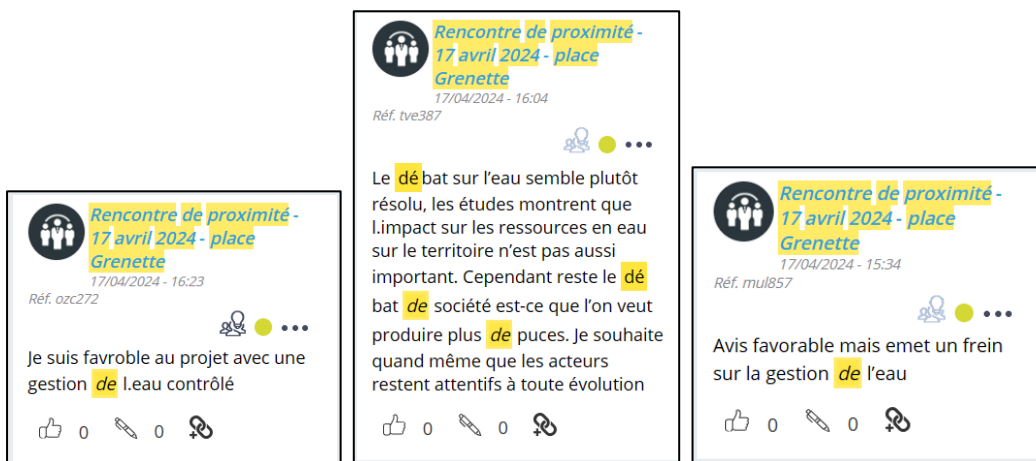 Rencontre de proximité -
17 avril 2024 - place
Grenette
17/04/2024 - 16:23
Réf. ozc272
Je suis favroble au projet avec une
gestion de l.eau contrôlé
0 0
Rencontre de proximité -
17 avril 2024 - place
Grenette
17/04/2024 - 16:04
Réf. tve387
Le débat sur l’eau semble plutôt
résolu, les études montrent que
l.impact sur les ressources en eau
sur le territoire n’est pas aussi
important. Cependant reste le dé
bat de société est-ce que l’on veut
produire plus de puces. Je souhaite
quand même que les acteurs
restent attentifs à toute évolution
0 0
Rencontre de proximité -
17 avril 2024 - place
Grenette
17/04/2024 - 15:34
Réf. mul857
Avis favorable mais emet un frein
sur la gestion de l’eau
0 0